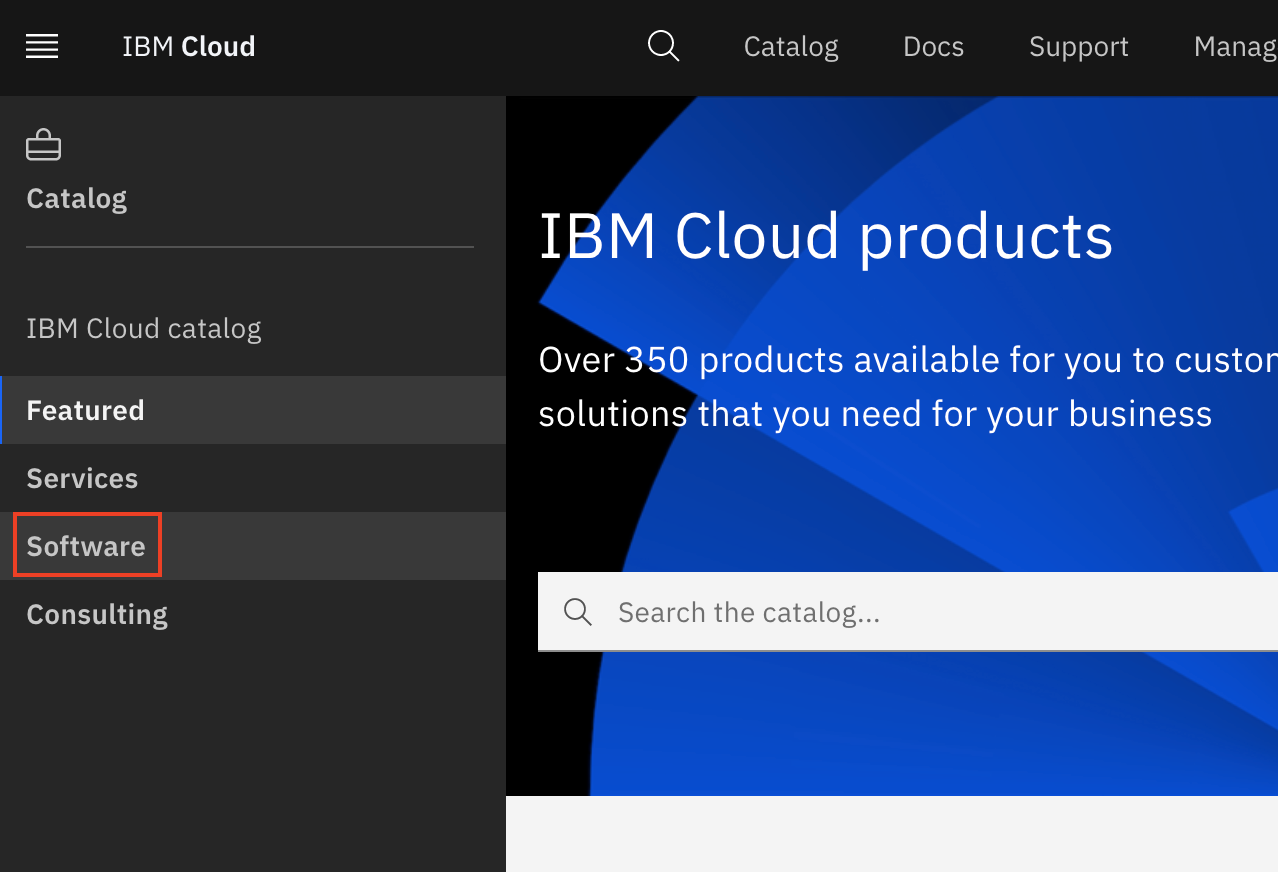 IBM Cloud
Catalog
Docs
Support
Manag
Catalog
IBM Cloud catalog
Featured
Services
Software
Consulting
IBM Cloud products
Over 350 products available for you to custor
solutions that you need for your business
Search the catalog...